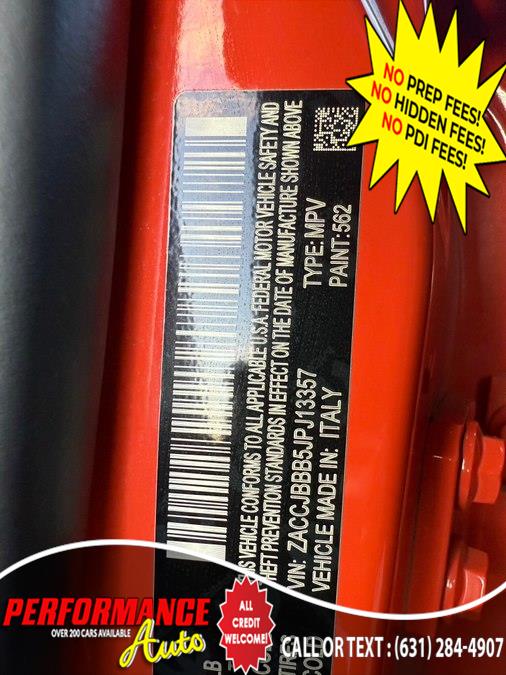 NO PREP FEES!
NO HIDDEN FEES!
NO PDI FEES!
VEHICLE CONFORMS TO ALL APPLICABLE U.S.A. FEDERAL MOTOR VEHICLE SAFETY AND
THEFT PREVENTION STANDARDS IN EFFECT ON THE DATE OF MANUFACTURE SHOWN ABOVE
VIN: ZACCJBBB5JPJ13357 TYPE: MPV
VEHICLE MADE IN: ITALY PAINT: 562
PERFORMANCE
OVER 200 CARS AVAILABLE
Auto
ALL
CREDIT
WELCOME!
CALL OR TEXT : (631) 284-4907